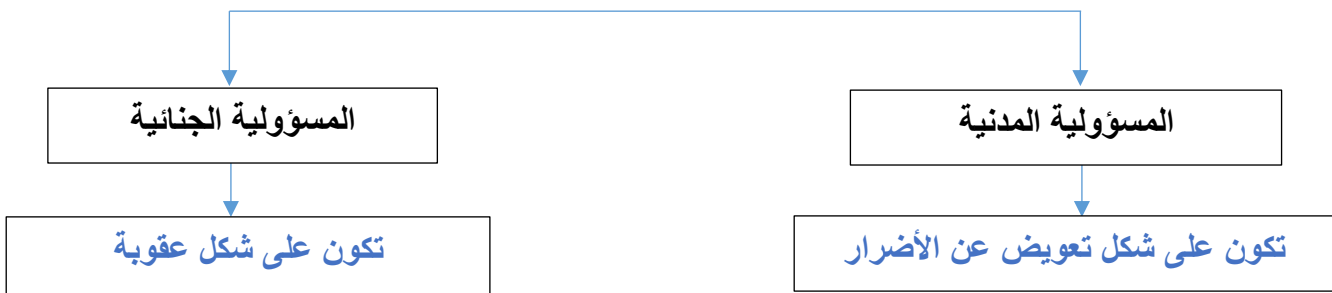 المسؤولية المدنية
المسؤولية الجنائية
تكون على شكل تعويض عن الأضرار
تكون على شكل عقوبة